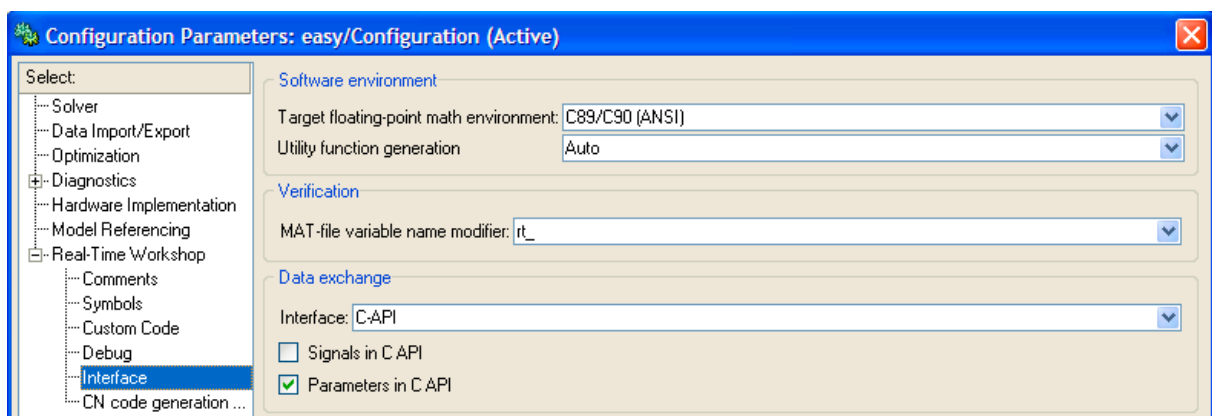 Configuration Parameters: easy/Configuration (Active)
Select:
Solver
Data Import/Export
Optimization
Diagnostics
Hardware Implementation
Model Referencing
Real-Time Workshop
Comments
Symbols
Custom Code
Debug
Interface
CN code generation ...
Software environment
Target floating-point math environment: C89/C90 (ANSI)
Utility function generation Auto
Verification
MAT-file variable name modifier: rt_
Data exchange
Interface: C-API
Signals in C API
Parameters in C API